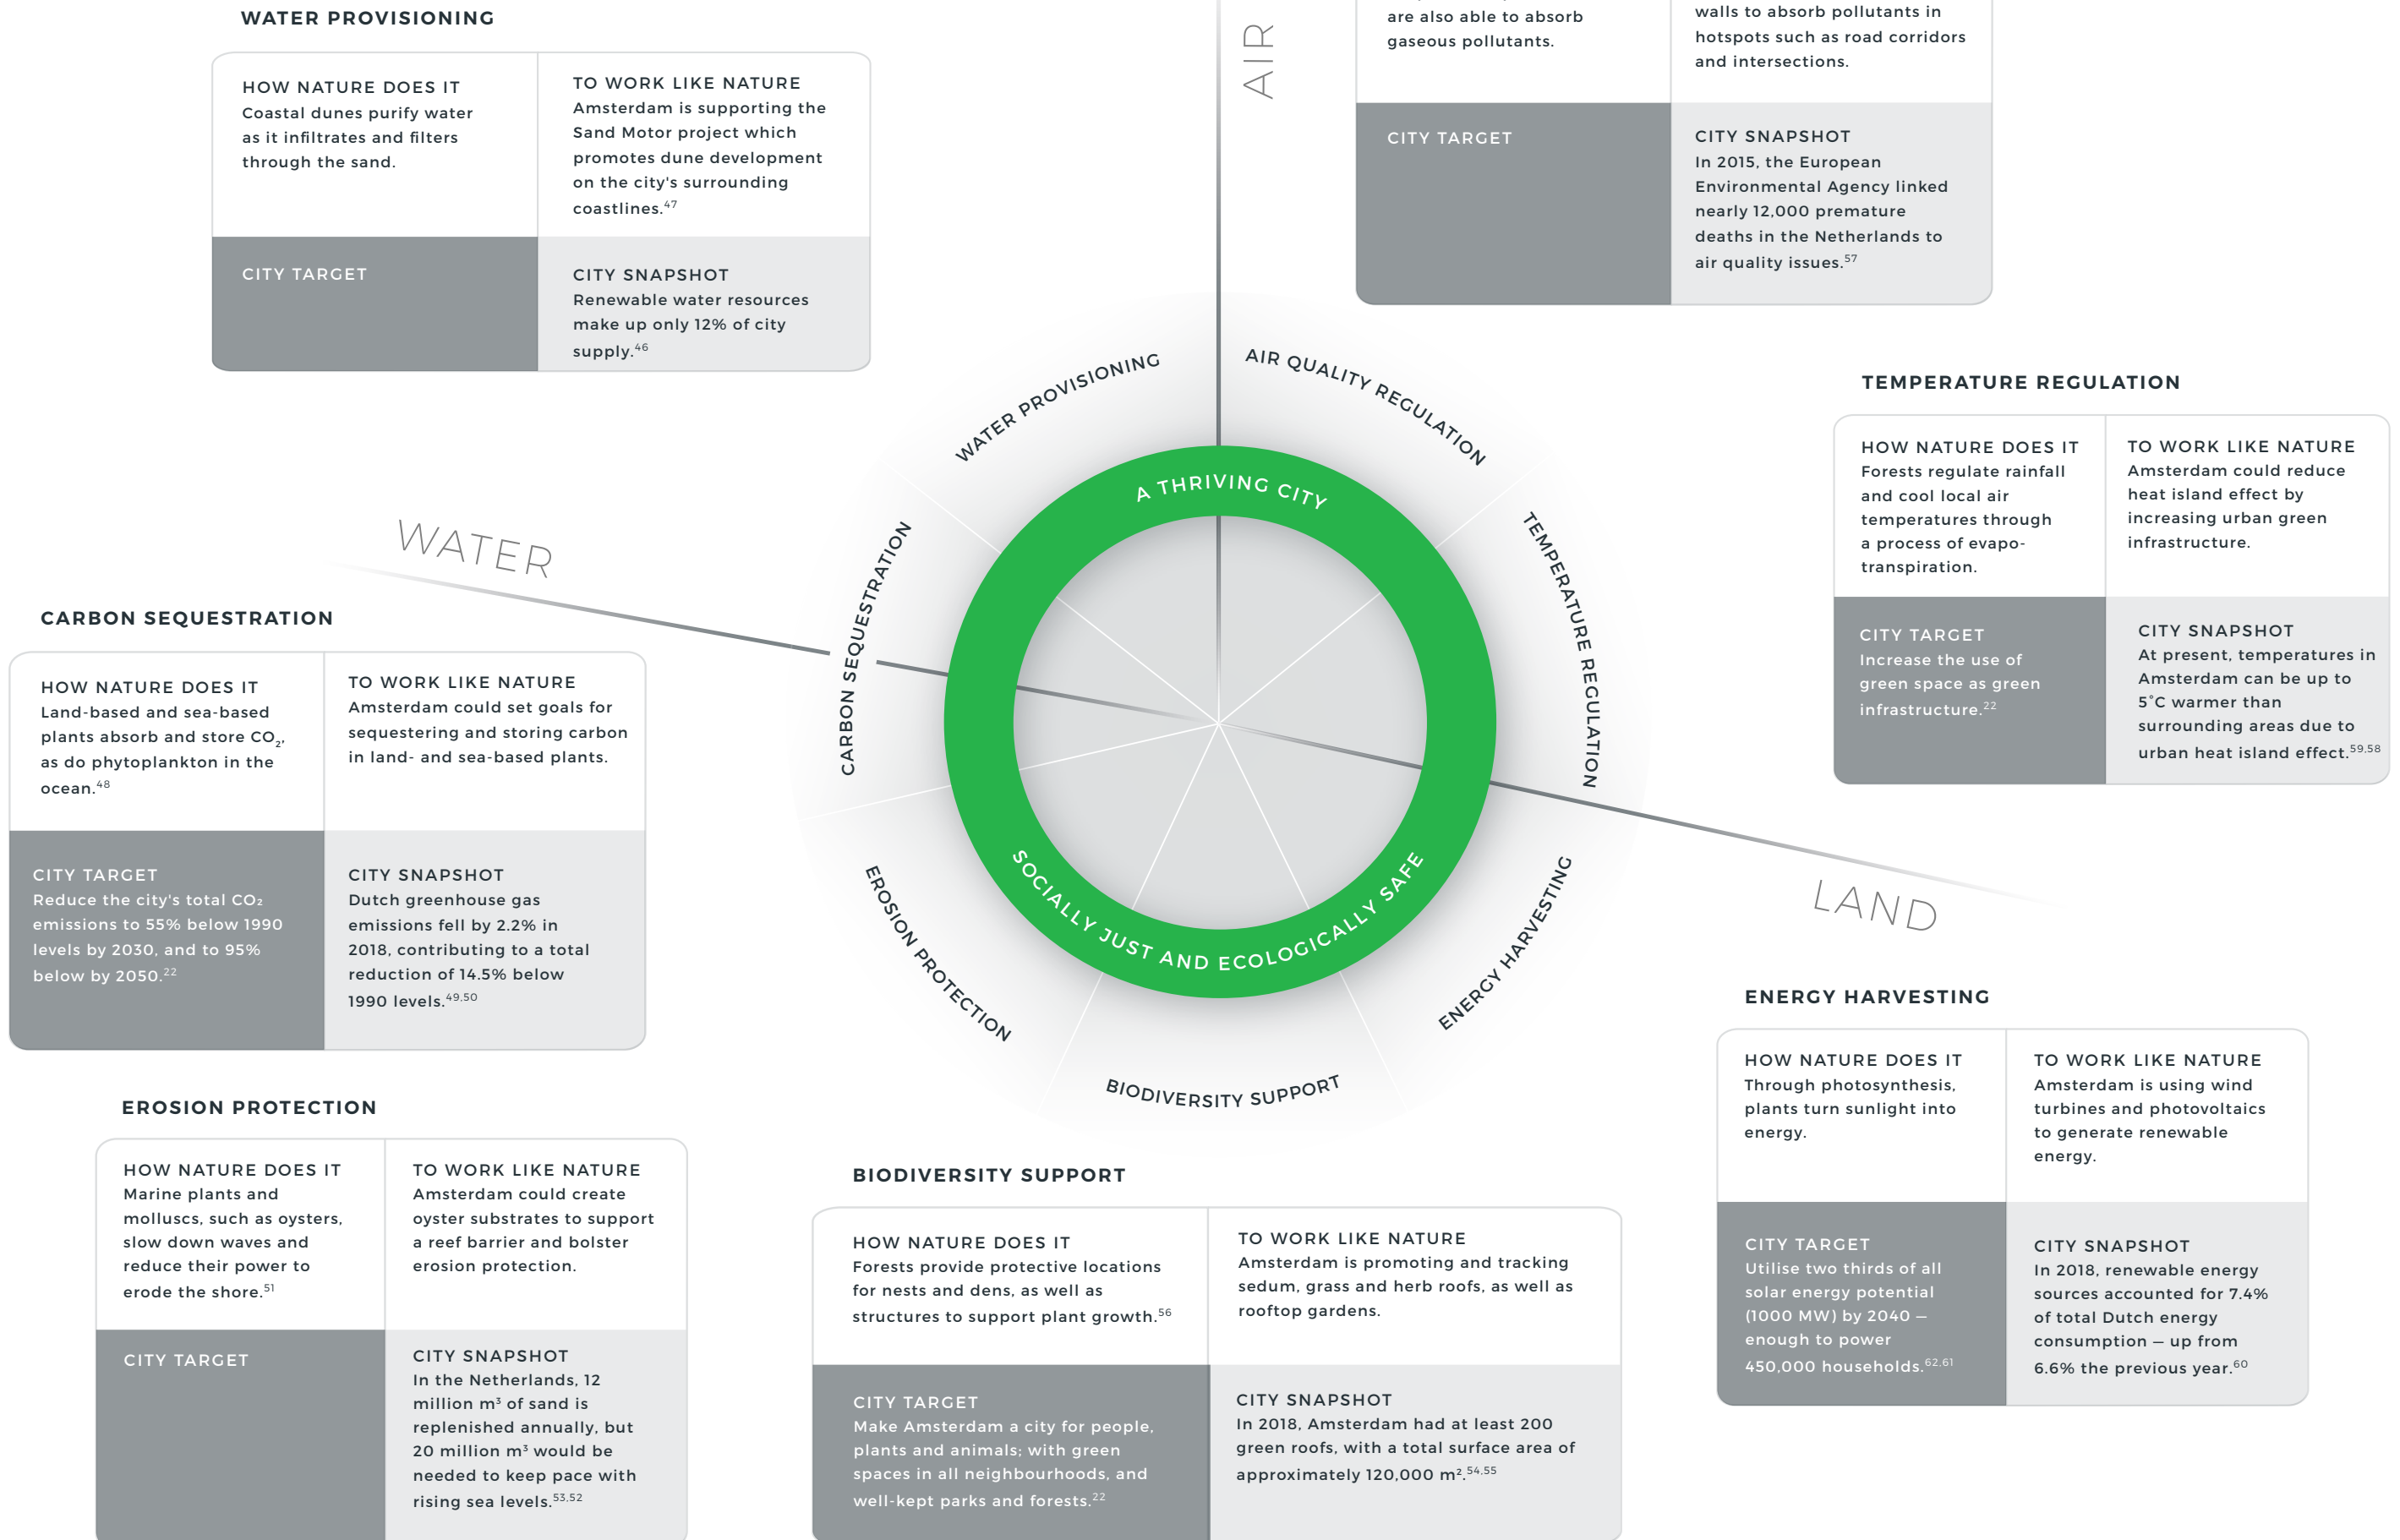 WATER PROVISIONING
HOW NATURE DOES IT
Coastal dunes purify water
as it infiltrates and filters
through the sand.
TO WORK LIKE NATURE
Amsterdam is supporting the
Sand Motor project which
promotes dune development
on the city's surrounding
coastlines.47
CITY TARGET
CITY SNAPSHOT
Renewable water resources
make up only 12% of city
supply.46
AIR
are also able to absorb
gaseous pollutants.
walls to absorb pollutants in
hotspots such as road corridors
and intersections.
CITY TARGET
CITY SNAPSHOT
In 2015, the European
Environmental Agency linked
nearly 12,000 premature
deaths in the Netherlands to
air quality issues.57
WATER PROVISIONING
AIR QUALITY REGULATION
TEMPERATURE REGULATION
ENERGY HARVESTING
BIODIVERSITY SUPPORT
EROSION PROTECTION
CARBON SEQUESTRATION
A THRIVING CITY
SOCIALLY JUST AND ECOLOGICALLY SAFE
WATER
LAND
TEMPERATURE REGULATION
HOW NATURE DOES IT
Forests regulate rainfall
and cool local air
temperatures through
a process of evapo-
transpiration.
TO WORK LIKE NATURE
Amsterdam could reduce
heat island effect by
increasing urban green
infrastructure.
CITY TARGET
Increase the use of
green space as green
infrastructure.22
CITY SNAPSHOT
At present, temperatures in
Amsterdam can be up to
5°C warmer than
surrounding areas due to
urban heat island effect.59,58
CARBON SEQUESTRATION
HOW NATURE DOES IT
Land-based and sea-based
plants absorb and store CO2,
as do phytoplankton in the
ocean.48
TO WORK LIKE NATURE
Amsterdam could set goals for
sequestering and storing carbon
in land- and sea-based plants.
CITY TARGET
Reduce the city's total CO₂
emissions to 55% below 1990
levels by 2030, and to 95%
below by 2050.22
CITY SNAPSHOT
Dutch greenhouse gas
emissions fell by 2.2% in
2018, contributing to a total
reduction of 14.5% below
1990 levels.49,50
EROSION PROTECTION
HOW NATURE DOES IT
Marine plants and
molluscs, such as oysters,
slow down waves and
reduce their power to
erode the shore.51
TO WORK LIKE NATURE
Amsterdam could create
oyster substrates to support
a reef barrier and bolster
erosion protection.
CITY TARGET
CITY SNAPSHOT
In the Netherlands, 12
million m³ of sand is
replenished annually, but
20 million m³ would be
needed to keep pace with
rising sea levels.53,52
BIODIVERSITY SUPPORT
HOW NATURE DOES IT
Forests provide protective locations
for nests and dens, as well as
structures to support plant growth.56
TO WORK LIKE NATURE
Amsterdam is promoting and tracking
sedum, grass and herb roofs, as well as
rooftop gardens.
CITY TARGET
Make Amsterdam a city for people,
plants and animals; with green
spaces in all neighbourhoods, and
well-kept parks and forests.22
CITY SNAPSHOT
In 2018, Amsterdam had at least 200
green roofs, with a total surface area of
approximately 120,000 m².54,55
ENERGY HARVESTING
HOW NATURE DOES IT
Through photosynthesis,
plants turn sunlight into
energy.
TO WORK LIKE NATURE
Amsterdam is using wind
turbines and photovoltaics
to generate renewable
energy.
CITY TARGET
Utilise two thirds of all
solar energy potential
(1000 MW) by 2040 —
enough to power
450,000 households.62,61
CITY SNAPSHOT
In 2018, renewable energy
sources accounted for 7.4%
of total Dutch energy
consumption — up from
6.6% the previous year.60